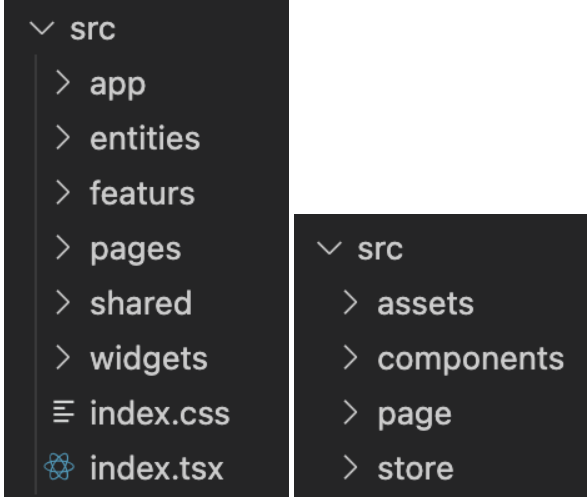 src
app
entities
featurs
pages
shared
widgets
index.css
index.tsx
src
assets
components
page
store